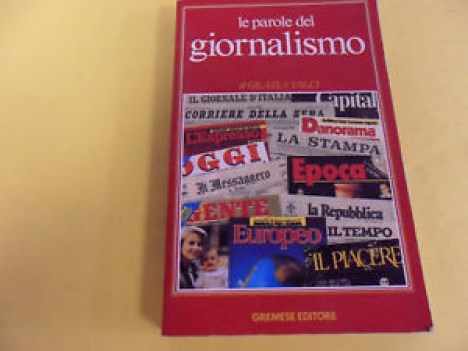 le parole del
giornalismo
IL GIORNALE D'ITALIA
Capital
CORRIERE DELLA SERA
Panorama
L'Espresso
LA STAMPA
OGGI
Epoca
Il Messaggero
GENTE
la Repubblica
Europeo
IL TEMPO
IL PIACERE
GREMESE EDITORE